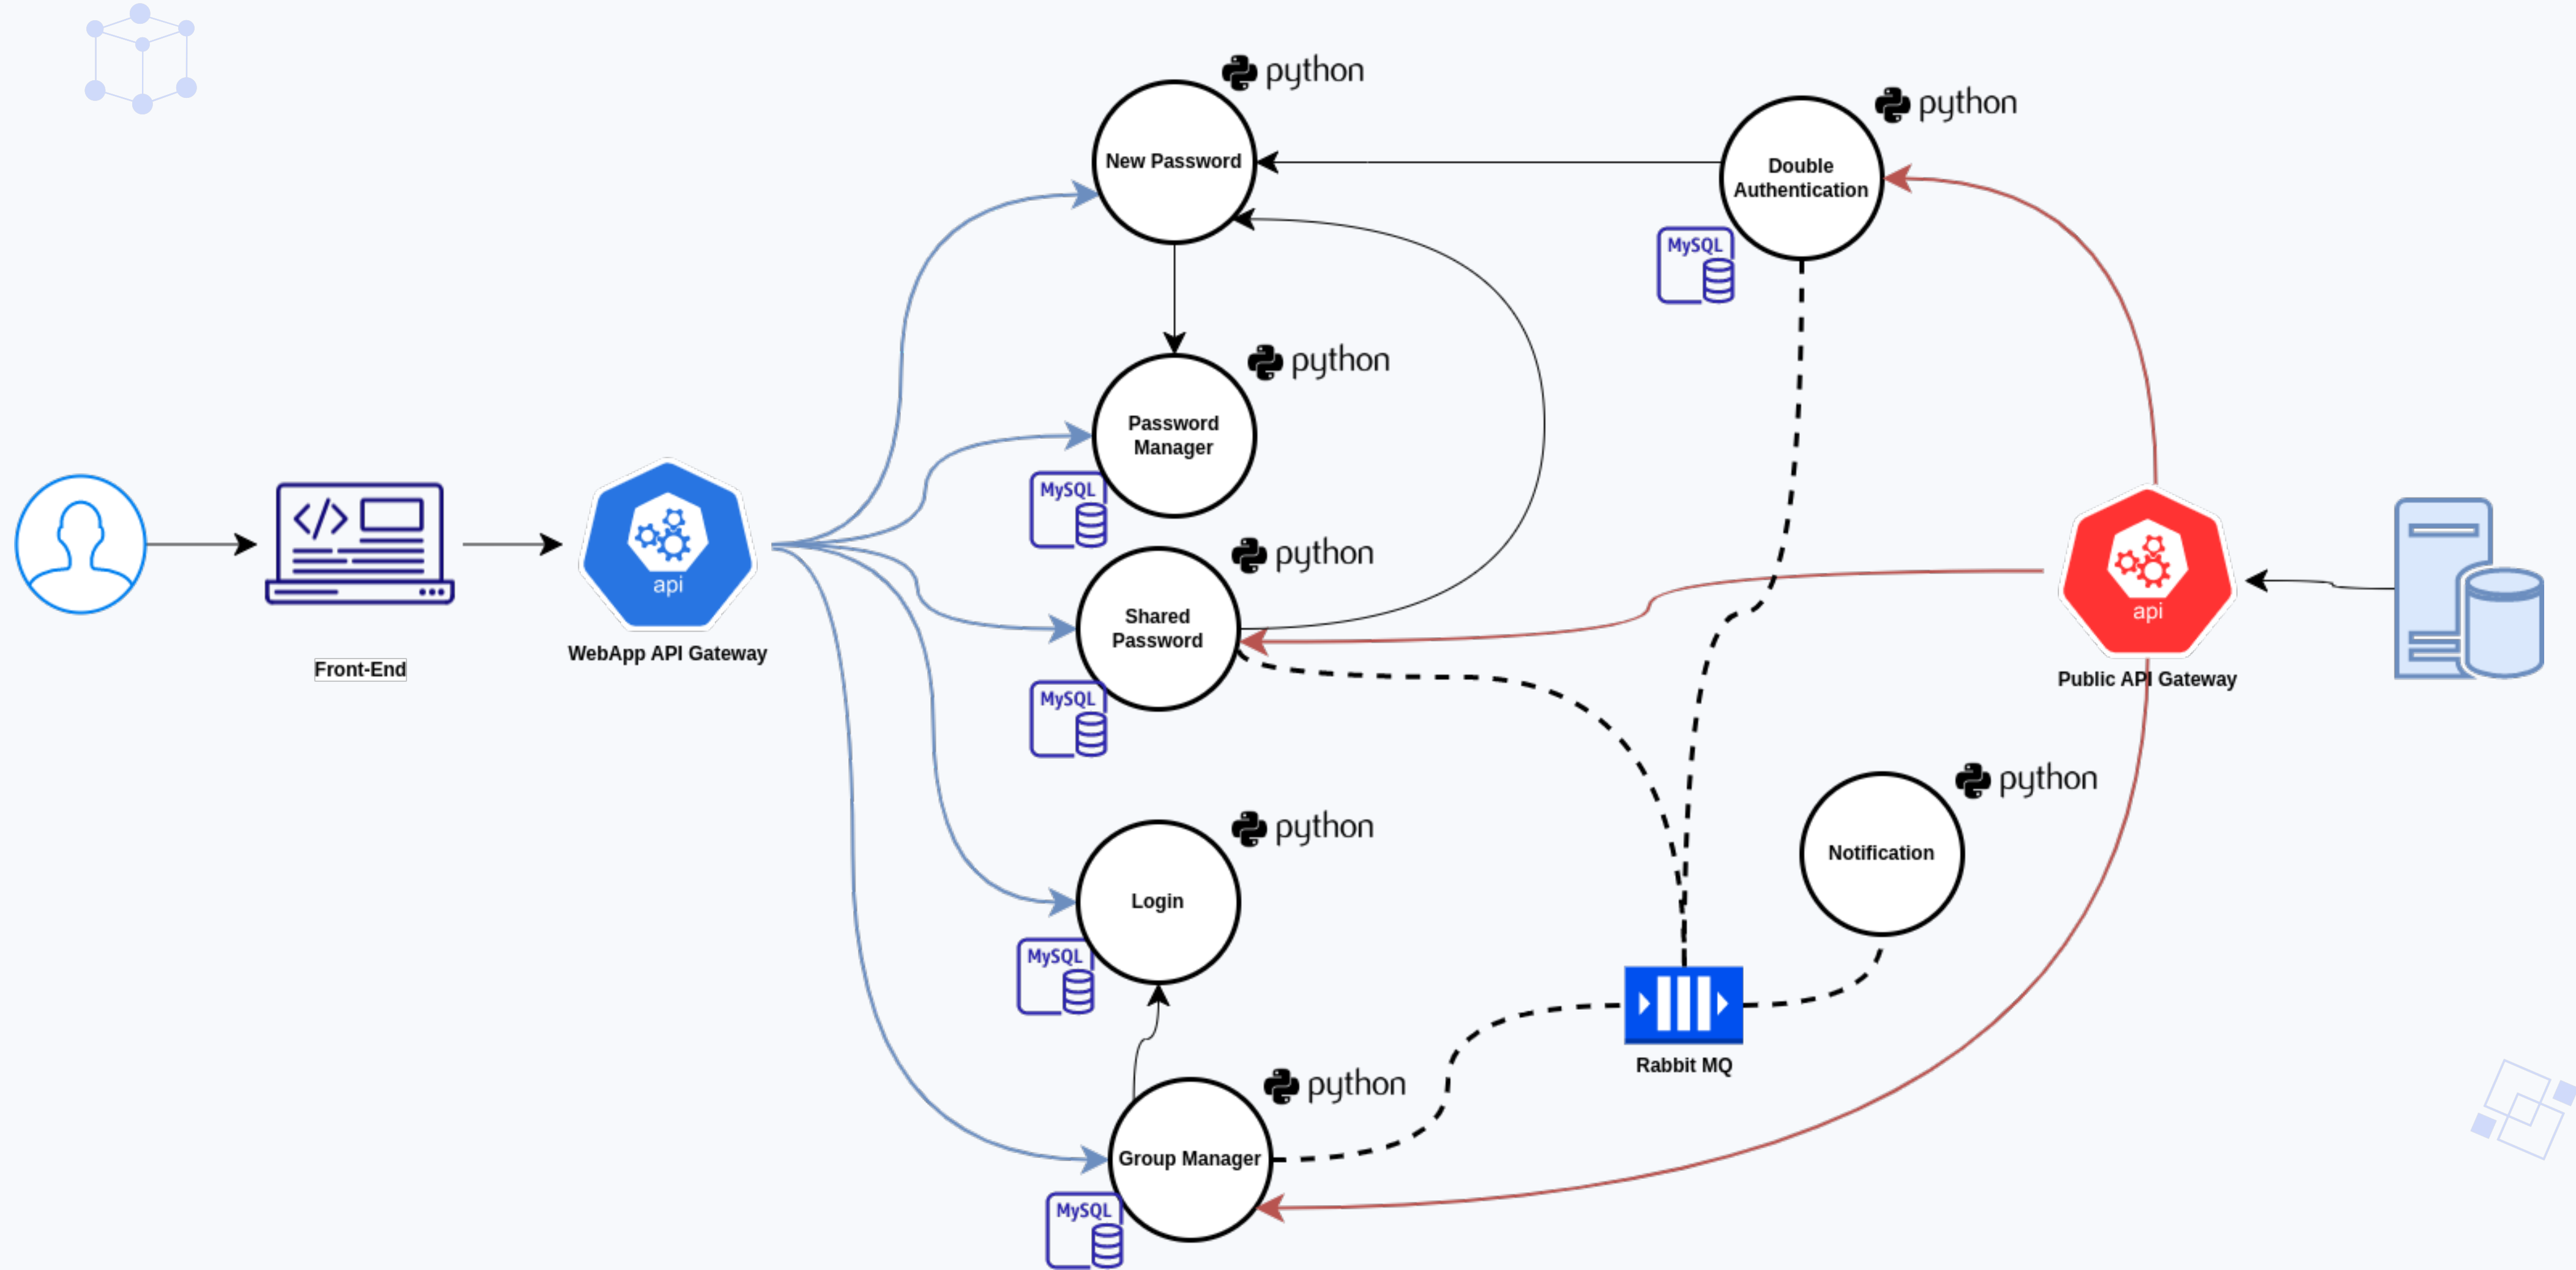 python
New Password
python
Double
Authentication
MySQL
python
Password
Manager
MySQL
python
Shared
Password
MySQL
</>
Front-End
api
WebApp API Gateway
api
Public API Gateway
python
Notification
python
Login
MySQL
Rabbit MQ
python
Group Manager
MySQL